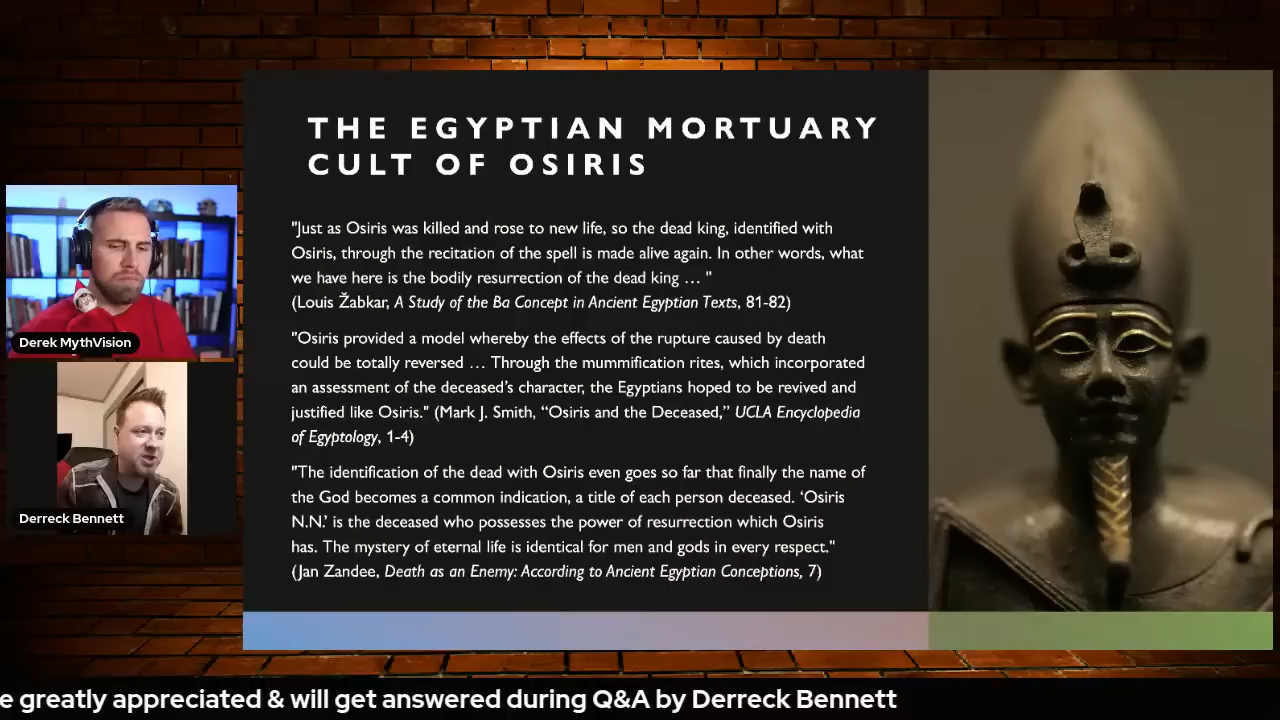 THE EGYPTIAN MORTUARY
CULT OF OSIRIS
"Just as Osiris was killed and rose to new life, so the dead king, identified with
Osiris, through the recitation of the spell is made alive again. In other words, what
we have here is the bodily resurrection of the dead king … "
(Louis Žabkar, A Study of the Ba Concept in Ancient Egyptian Texts, 81-82)
"Osiris provided a model whereby the effects of the rupture caused by death
could be totally reversed … Through the mummification rites, which incorporated
an assessment of the deceased's character, the Egyptians hoped to be revived and
justified like Osiris." (Mark J. Smith, “Osiris and the Deceased,” UCLA Encyclopedia
of Egyptology, 1-4)
"The identification of the dead with Osiris even goes so far that finally the name of
the God becomes a common indication, a title of each person deceased. ‘Osiris
N.N.’ is the deceased who possesses the power of resurrection which Osiris
has. The mystery of eternal life is identical for men and gods in every respect."
(Jan Zandee, Death as an Enemy: According to Ancient Egyptian Conceptions, 7)
Derek MythVision
Derreck Bennett
e greatly appreciated & will get answered during Q&A by Derreck Bennett